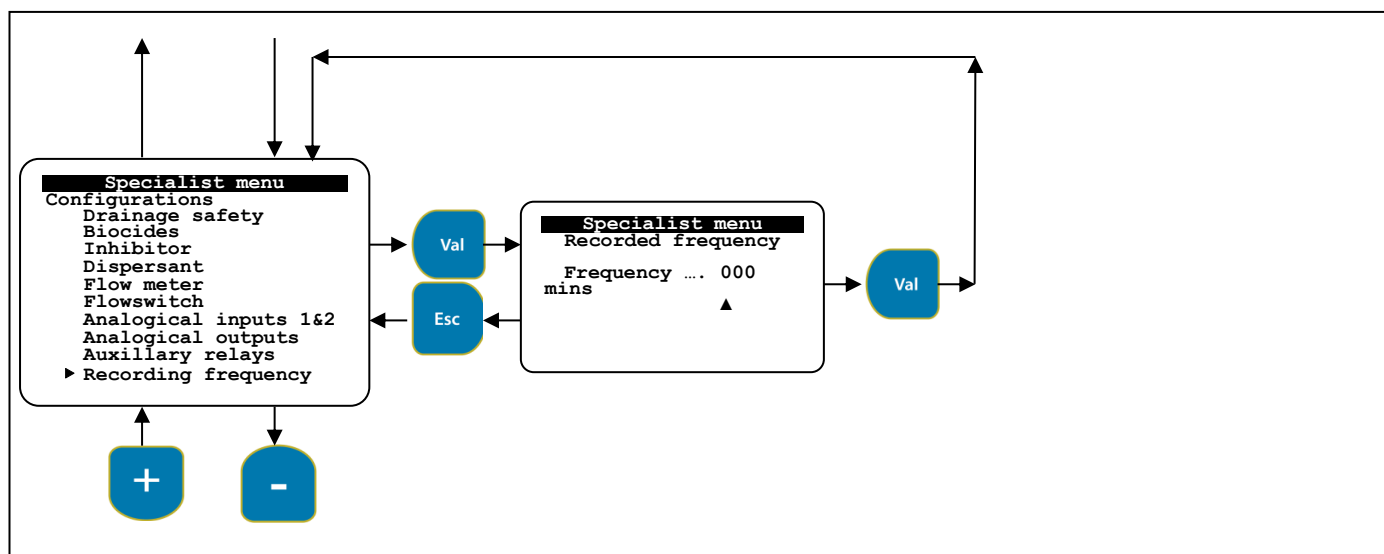 Specialist menu
Configurations
Drainage safety
Biocides
Inhibitor
Dispersant
Flow meter
Flowswitch
Analogical inputs 1&2
Analogical outputs
Auxillary relays
▶ Recording frequency
Val
Esc
Specialist menu
Recorded frequency
Frequency …. 000
mins
▲
Val
+
-